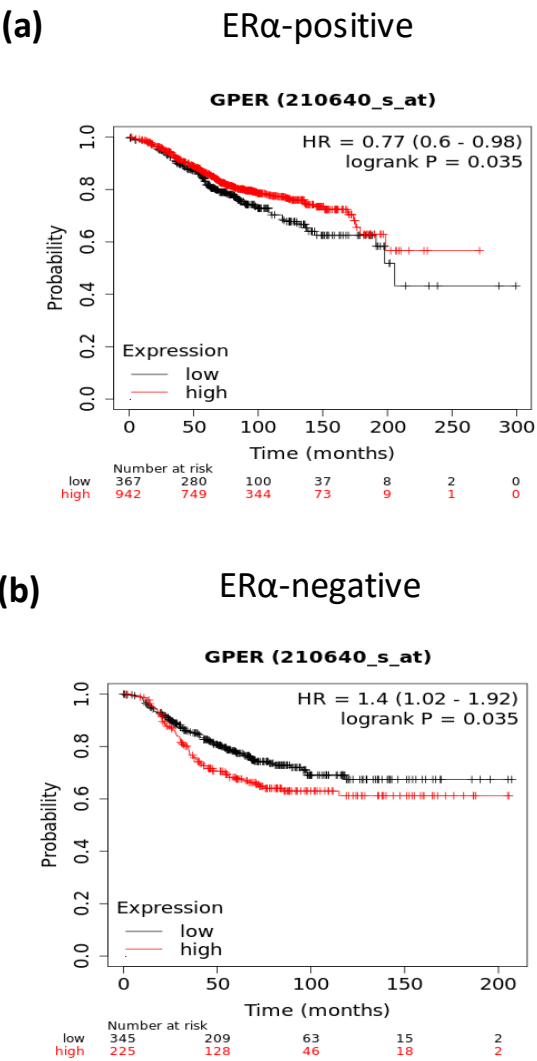 (a)
ERα-positive
GPER (210640_s_at)
HR = 0.77 (0.6 - 0.98)
logrank P = 0.035
Probability
1.0
0.8
0.6
0.4
0.2
0.0
Expression
low
high
0 50 100 150 200 250 300
Time (months)
Number at risk
low 367 280 100 37 8 2 0
high 942 749 344 73 9 1 0
(b)
ERα-negative
GPER (210640_s_at)
HR = 1.4 (1.02 - 1.92)
logrank P = 0.035
Probability
1.0
0.8
0.6
0.4
0.2
0.0
Expression
low
high
0 50 100 150 200
Time (months)
Number at risk
low 345 209 63 15 2
high 225 128 46 18 2